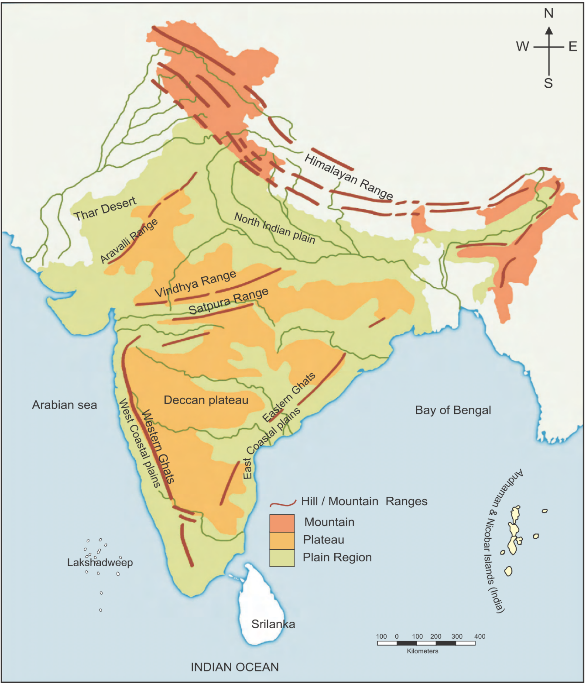 N
W E
S
Himalayan Range
Thar Desert
North Indian plain
Aravalli Range
Vindhya Range
Satpura Range
Arabian sea
Deccan plateau
Eastern Ghats
Bay of Bengal
Western Ghats
West Coastal plains
East Coastal plains
Andhaman & Nicobar Islands (India)
Hill / Mountain Ranges
Mountain
Plateau
Plain Region
Lakshadweep
Srilanka
100 0 100 200 300 400
Kilometers
INDIAN OCEAN